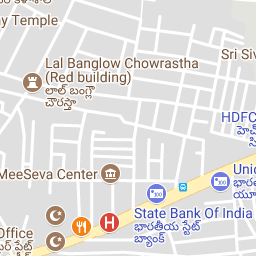 ny Temple
Lal Banglow Chowrastha
(Red building)
లాల్ బంగ్లౌ
చౌరస్తా
Sri Siv
HDFC
హెచ్
MeeSeva Center
Unio
State Bank Of India
భారతీయ స్టేట్
బ్యాంక్
Office
H